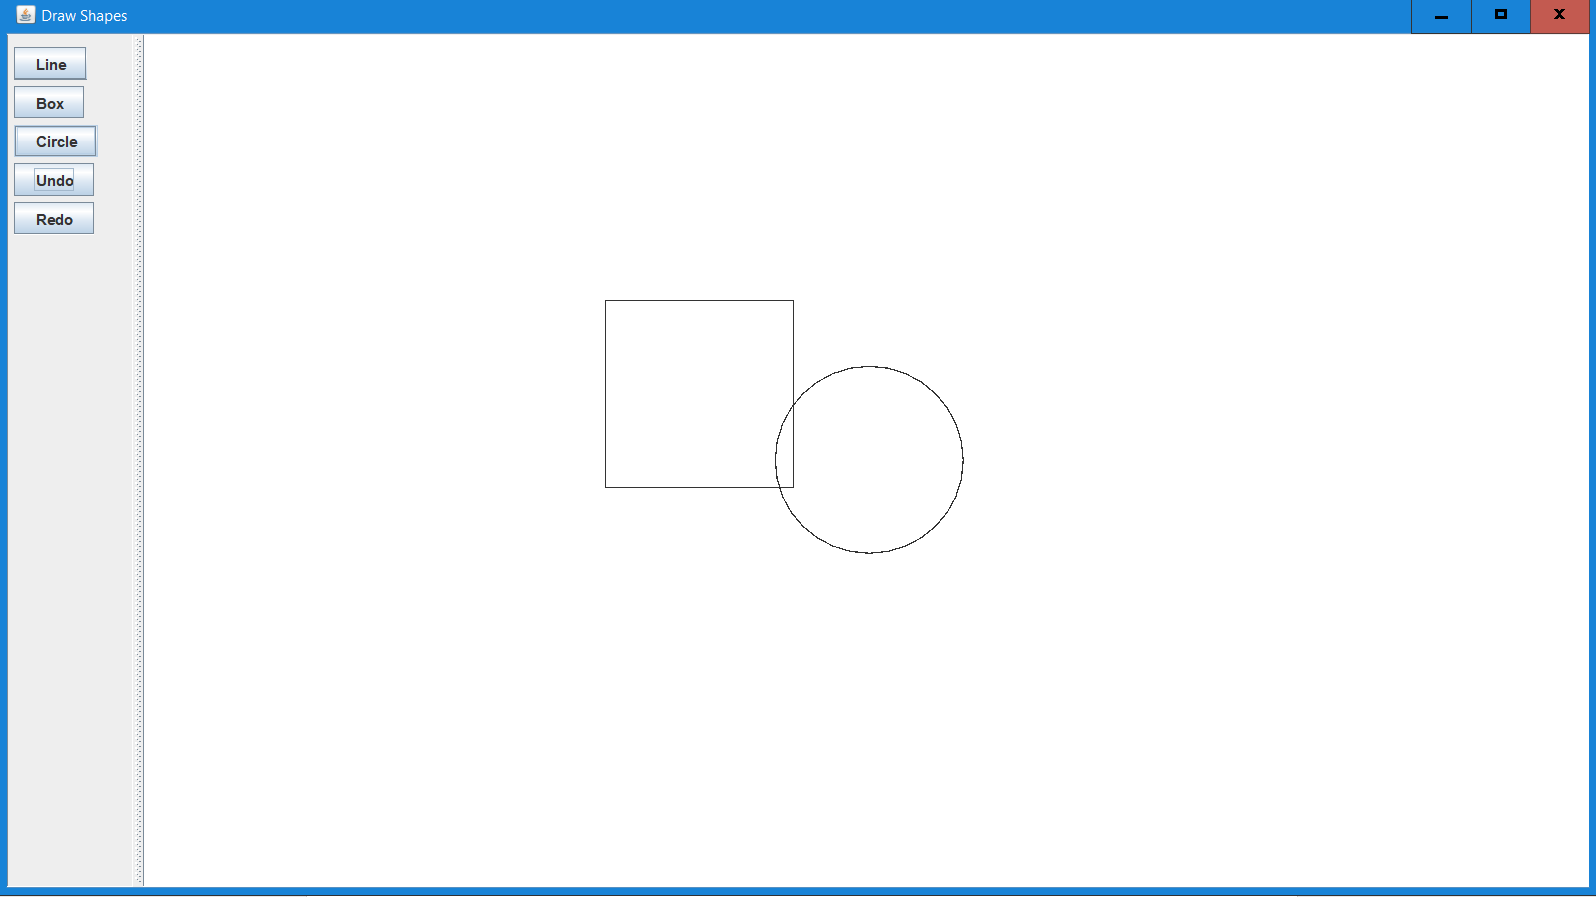 Draw Shapes
Line
Box
Circle
Undo
Redo